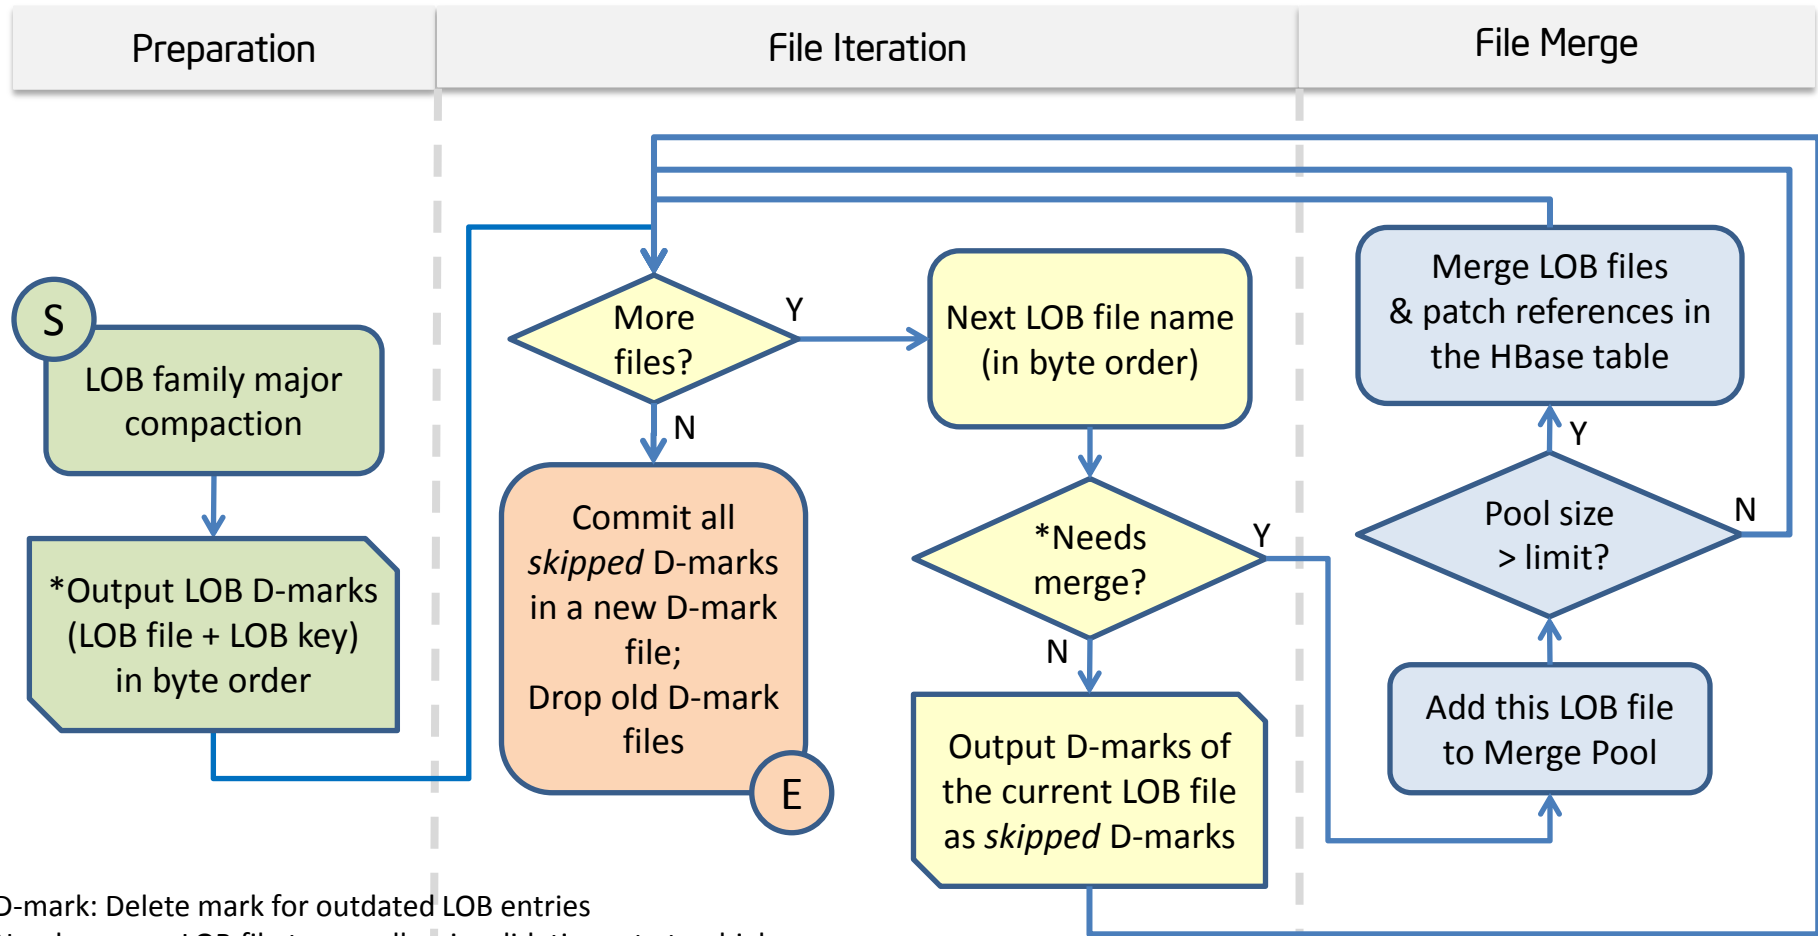 Preparation
File Iteration
File Merge
S
LOB family major
compaction
*Output LOB D-marks
(LOB file + LOB key)
in byte order
More
files?
Y
N
Commit all
skipped D-marks
in a new D-mark
file;
Drop old D-mark
files
E
Next LOB file name
(in byte order)
*Needs
merge?
Y
N
Output D-marks of
the current LOB file
as skipped D-marks
Merge LOB files
& patch references in
the HBase table
Y
Pool size
> limit?
N
Add this LOB file
to Merge Pool
D-mark: Delete mark for outdated LOB entries